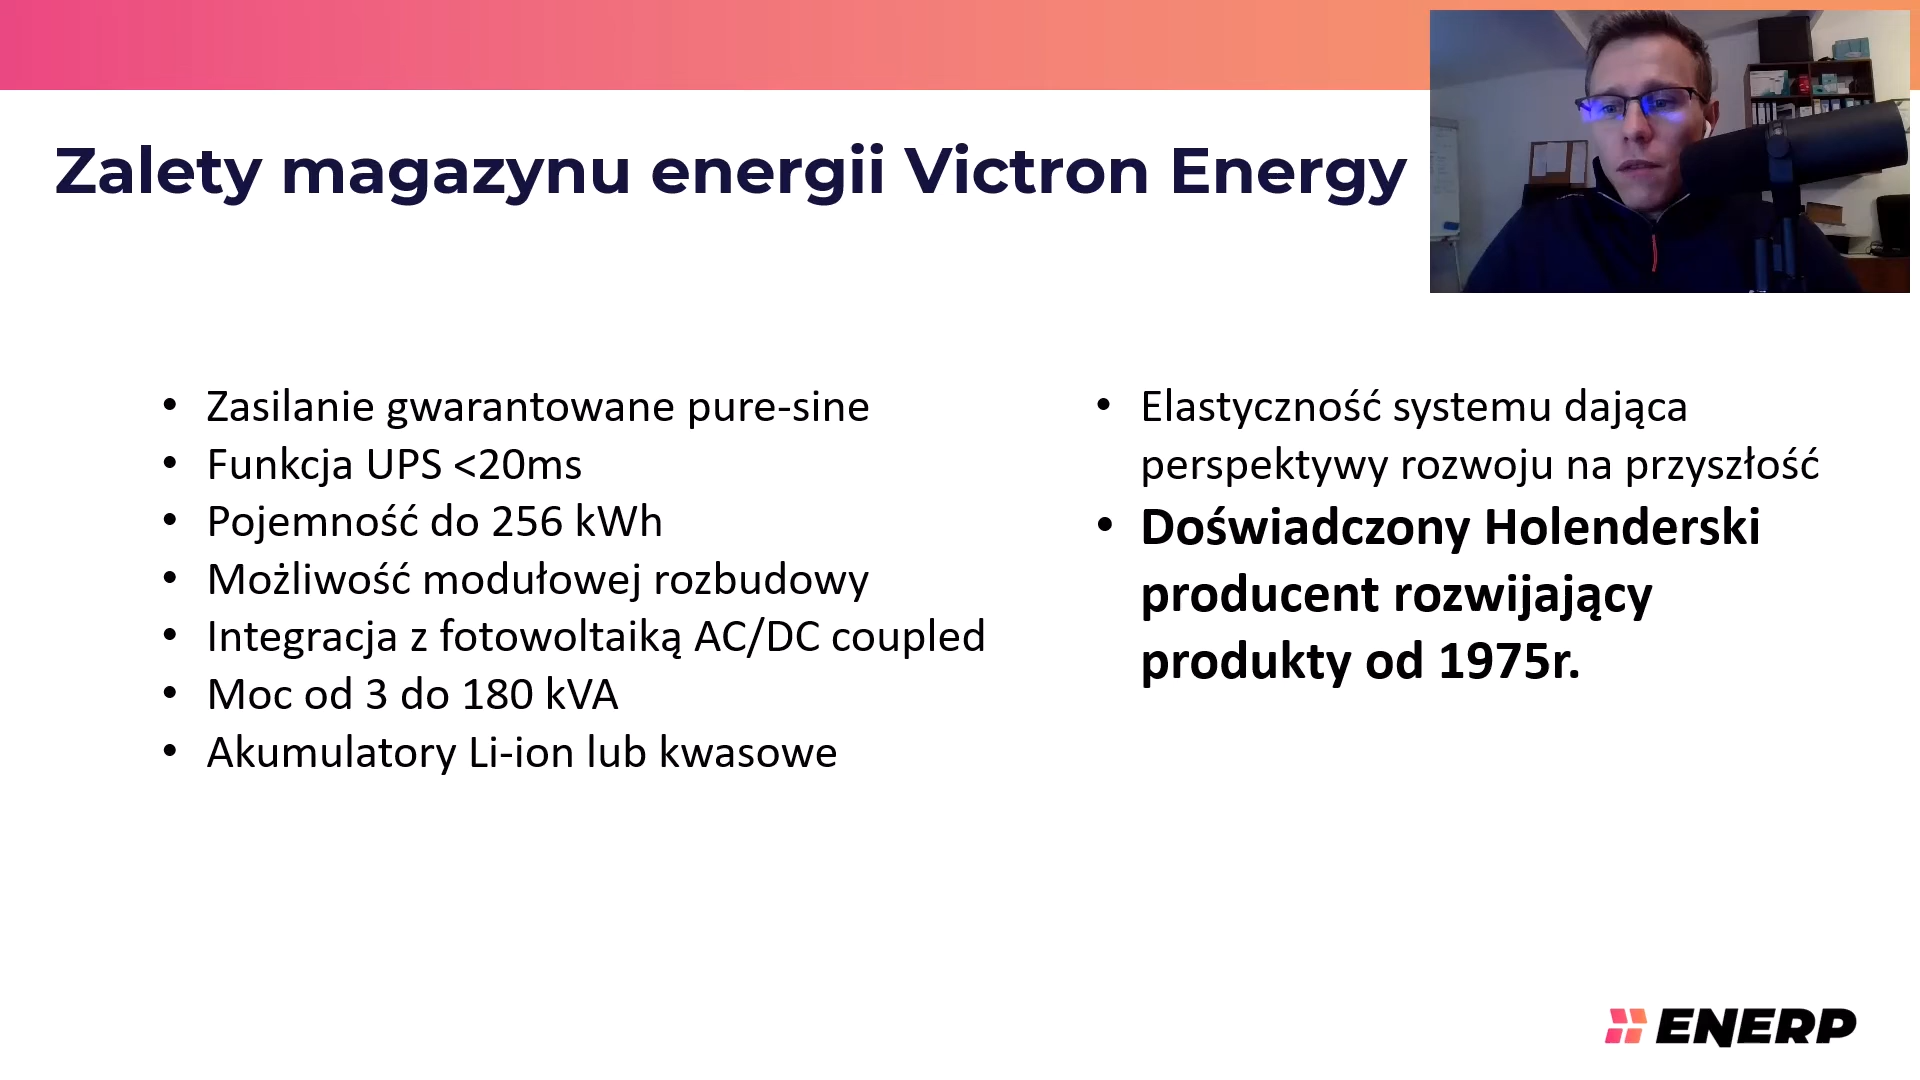 Zalety magazynu energii Victron Energy
• Zasilanie gwarantowane pure-sine
• Funkcja UPS <20ms
• Pojemność do 256 kWh
• Możliwość modułowej rozbudowy
• Integracja z fotowoltaiką AC/DC coupled
• Moc od 3 do 180 kVA
• Akumulatory Li-ion lub kwasowe
• Elastyczność systemu dająca
perspektywy rozwoju na przyszłość
• Doświadczony Holenderski
producent rozwijający
produkty od 1975r.
ENERP